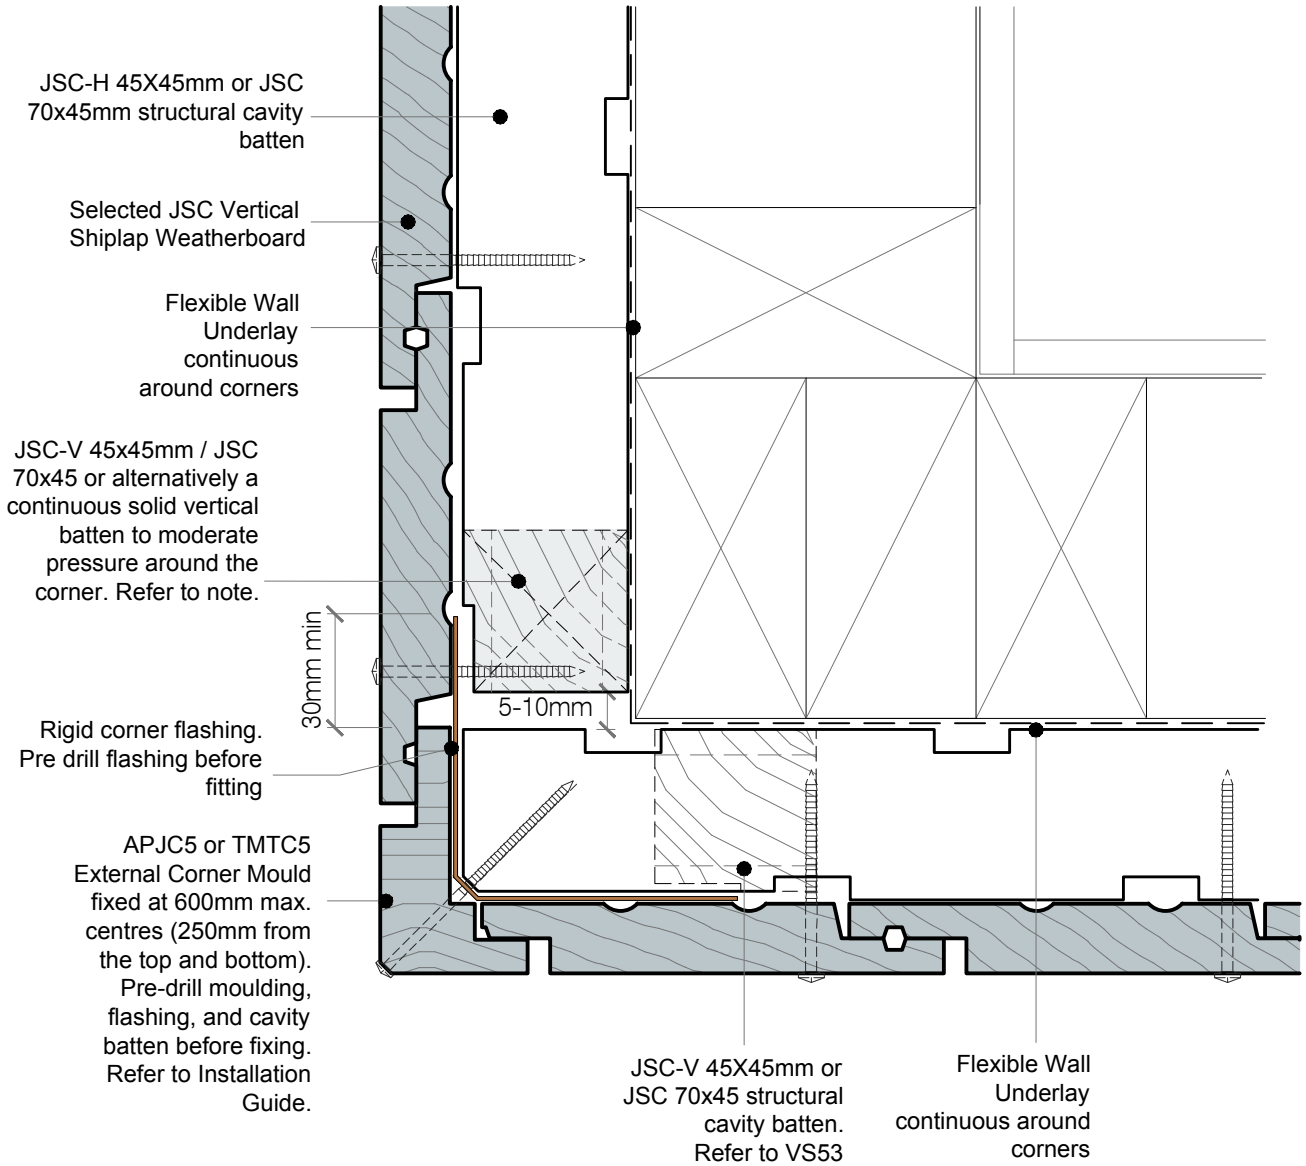 JSC-H 45X45mm or JSC
70x45mm structural cavity
batten
Selected JSC Vertical
Shiplap Weatherboard
Flexible Wall
Underlay
continuous
around corners
JSC-V 45x45mm / JSC
70x45 or alternatively a
continuous solid vertical
batten to moderate
pressure around the
corner. Refer to note.
30mm min
5-10mm
Rigid corner flashing.
Pre drill flashing before
fitting
APJC5 or TMTC5
External Corner Mould
fixed at 600mm max.
centres (250mm from
the top and bottom).
Pre-drill moulding,
flashing, and cavity
batten before fixing.
Refer to Installation
Guide.
JSC-V 45X45mm or
JSC 70x45 structural
cavity batten.
Refer to VS53
Flexible Wall
Underlay
continuous around
corners